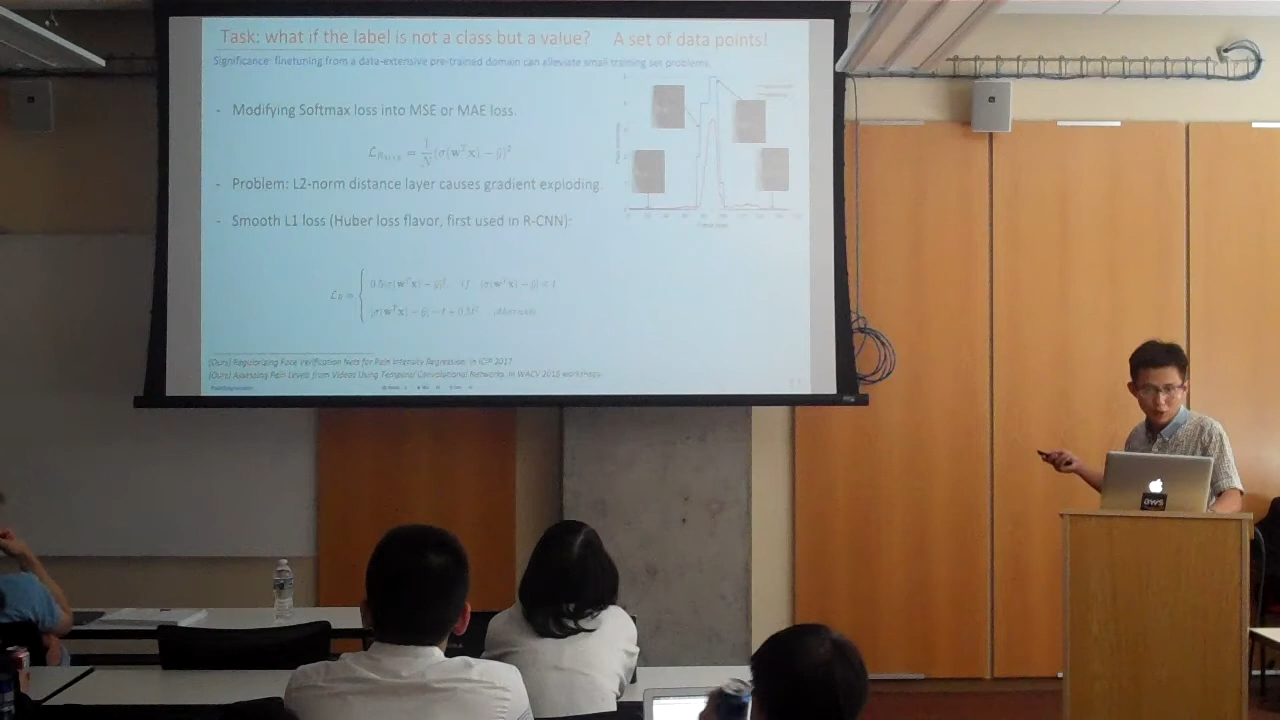 Task: what if the label is not a class but a value? A set of data points!
Significance: finetuning from a data-extensive pre-trained domain can alleviate small training set problems.
- Modifying Softmax loss into MSE or MAE loss.
- Problem: L2-norm distance layer causes gradient exploding.
- Smooth L1 loss (Huber loss flavor, first used in R-CNN):
(Ours) Regularizing Face Verification Nets for Pain Intensity Regression. In ICIP 2017.
(Ours) Assessing Pain Levels from Videos Using Temporal Convolutional Networks. In WACV 2018 workshops.
aws